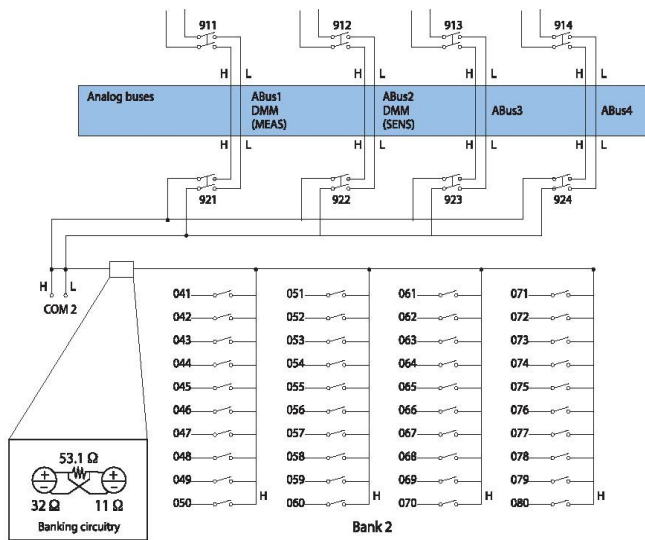 911 912 913 914
H L H L H L H L
Analog buses
ABus1
DMM
(MEAS)
ABus2
DMM
(SENS)
ABus3
ABus4
H L H L H L H L
921 922 923 924
H L
COM 2
041 051 061 071
042 052 062 072
043 053 063 073
044 054 064 074
045 055 065 075
046 056 066 076
047 057 067 077
048 058 068 078
049 059 069 079
H H H H
050 060 070 080
53.1 Ω
+ − + −
32 Ω 11 Ω
Banking circuitry
Bank 2